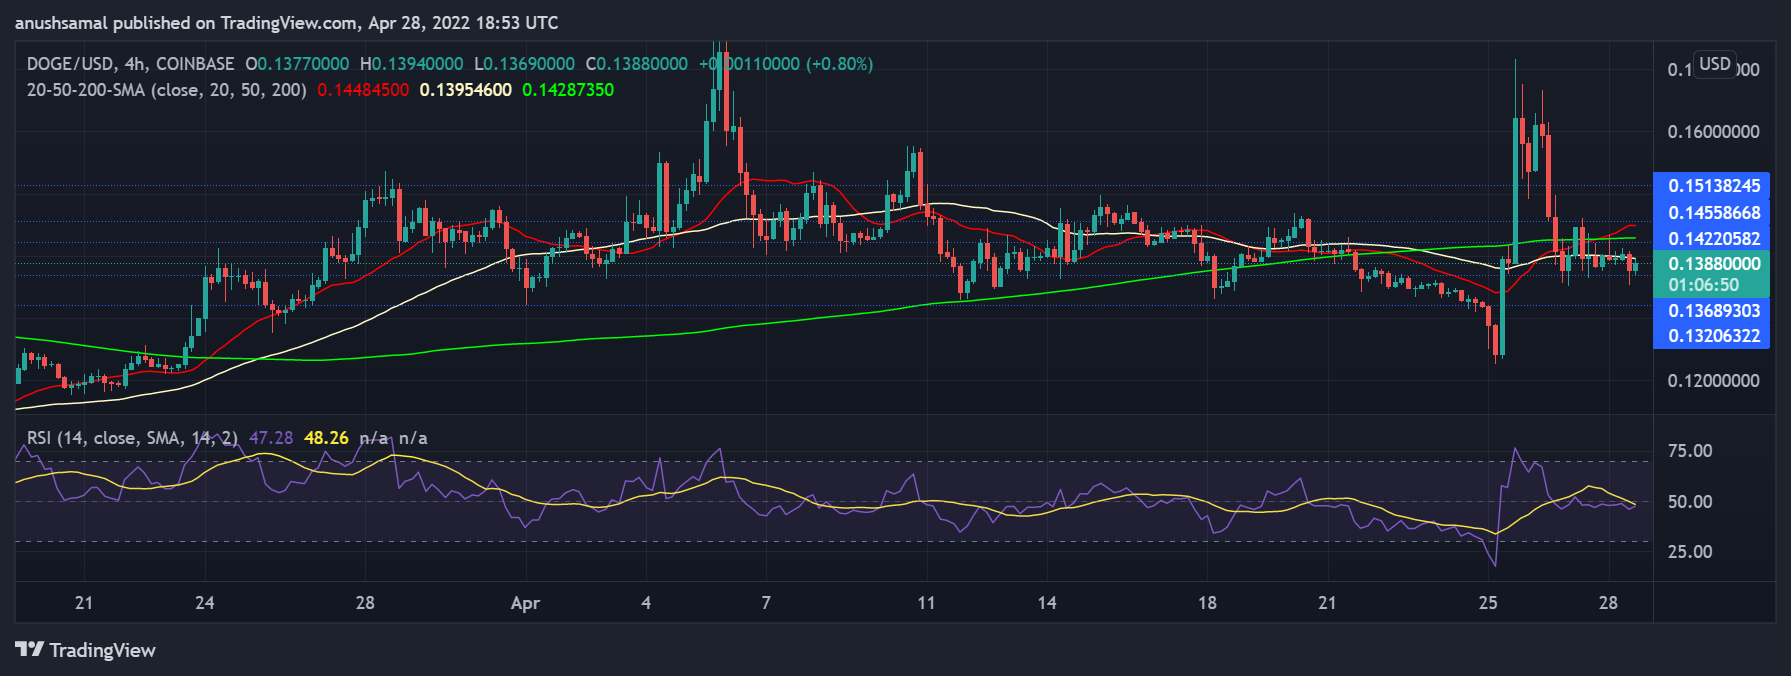 anushsamal published on TradingView.com, Apr 28, 2022 18:53 UTC
DOGE/USD, 4h, COINBASE O0.13770000 H0.13940000 L0.13690000 C0.13880000 +0.00110000 (+0.80%)
20-50-200-SMA (close, 20, 50, 200) 0.14484500 0.13954600 0.14287350
USD
0.16000000
0.15138245
0.14558668
0.14220582
0.13880000
01:06:50
0.13689303
0.13206322
0.12000000
RSI (14, close, SMA, 14, 2) 47.28 48.26 n/a n/a
75.00
50.00
25.00
21 24 28 Apr 4 7 11 14 18 21 25 28
TradingView